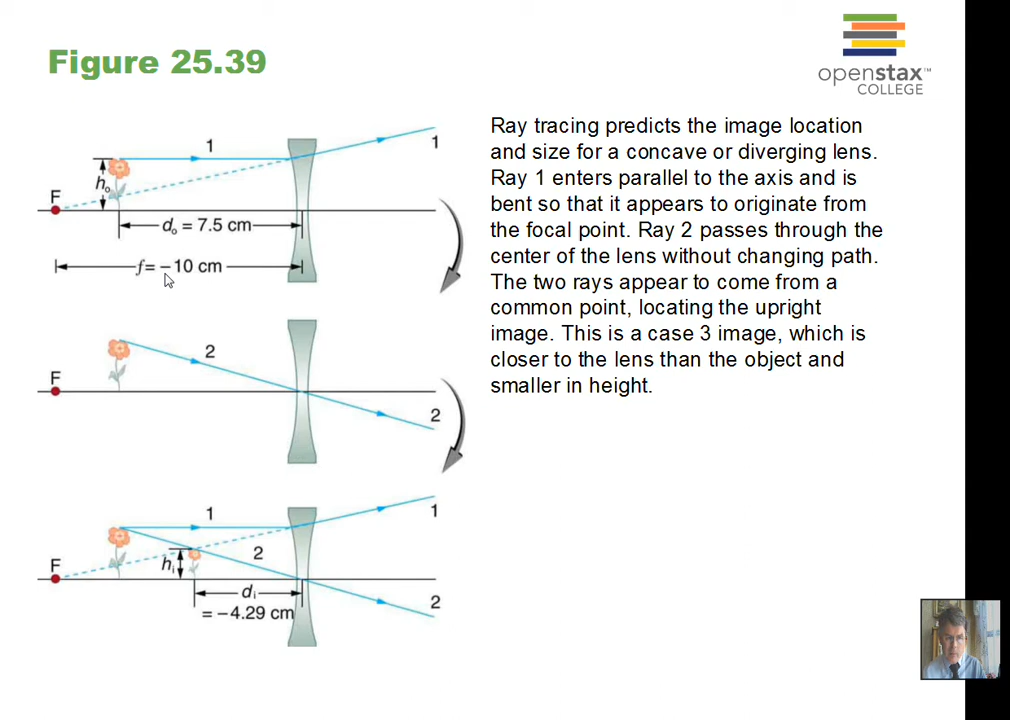 Figure 25.39
openstax™
COLLEGE
Ray tracing predicts the image location
and size for a concave or diverging lens.
Ray 1 enters parallel to the axis and is
bent so that it appears to originate from
the focal point. Ray 2 passes through the
center of the lens without changing path.
The two rays appear to come from a
common point, locating the upright
image. This is a case 3 image, which is
closer to the lens than the object and
smaller in height.
1
1
hₒ
F
dₒ = 7.5 cm
f= −10 cm
2
F
2
1
1
2
F
hᵢ
dᵢ
= −4.29 cm
2